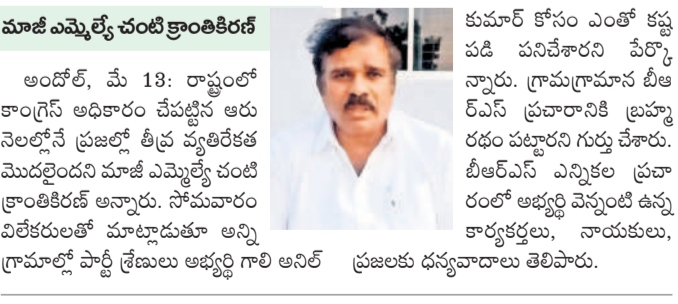 మాజీ ఎమ్మెల్యే చంటి క్రాంతికిరణ్
అందోల్, మే 13: రాష్ట్రంలో
కాంగ్రెస్ అధికారం చేపట్టిన ఆరు
నెలల్లోనే ప్రజల్లో తీవ్ర వ్యతిరేకత
మొదలైందని మాజీ ఎమ్మెల్యే చంటి
క్రాంతికిరణ్ అన్నారు. సోమవారం
విలేకరులతో మాట్లాడుతూ అన్ని
గ్రామాల్లో పార్టీ శ్రేణులు అభ్యర్థి గాలి అనిల్
కుమార్ కోసం ఎంతో కష్ట
పడి పనిచేశారని పేర్కొ
న్నారు. గ్రామగ్రామాన బీఆ
ర్ఎస్ ప్రచారానికి బ్రహ్మ
రథం పట్టారని గుర్తు చేశారు.
బీఆర్ఎస్ ఎన్నికల ప్రచా
రంలో అభ్యర్థి వెన్నంటి ఉన్న
కార్యకర్తలు, నాయకులు,
ప్రజలకు ధన్యవాదాలు తెలిపారు.